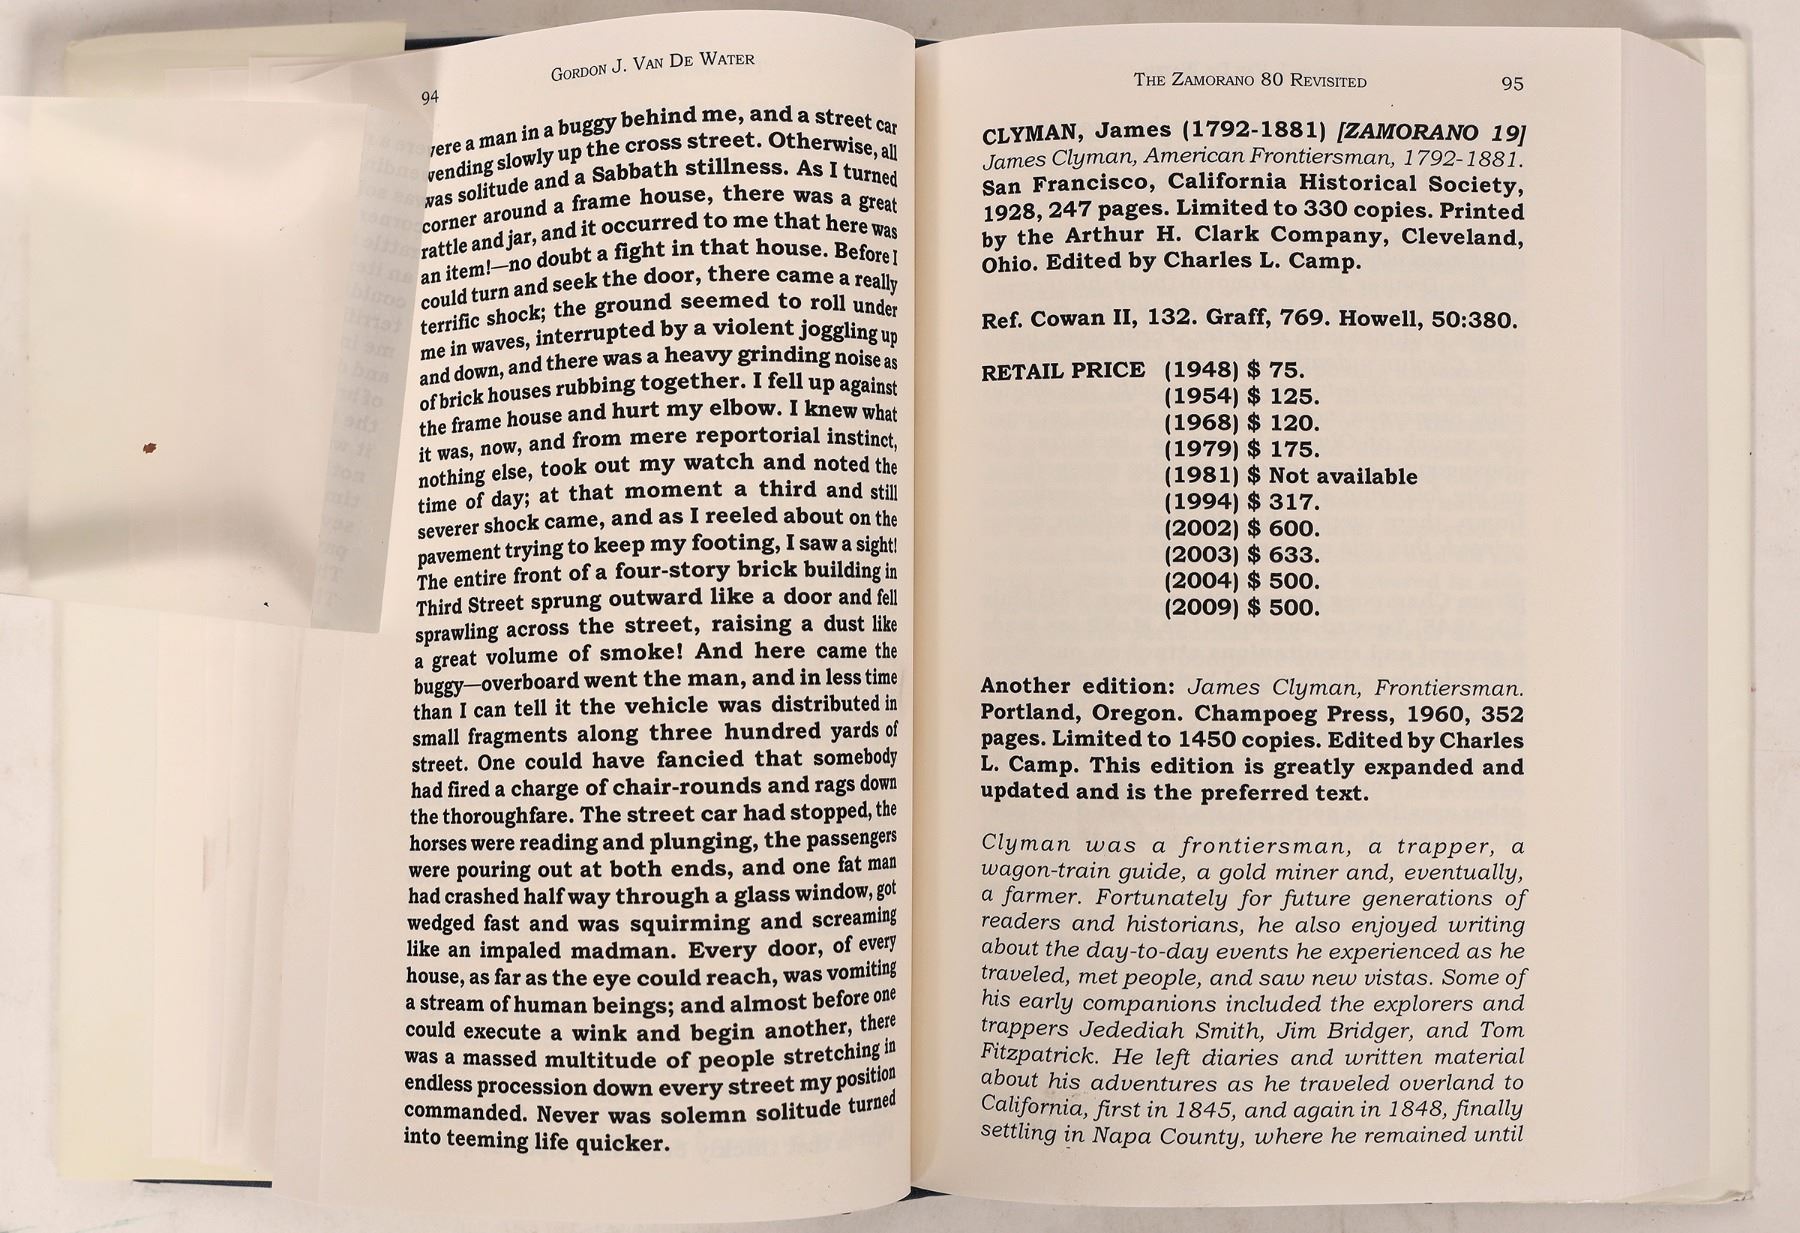 GORDON J. VAN DE WATER
94
vere a man in a buggy behind me, and a street car
vending slowly up the cross street. Otherwise, all
was solitude and a Sabbath stillness. As I turned
corner around a frame house, there was a great
rattle and jar, and it occurred to me that here was
an item!—no doubt a fight in that house. Before I
could turn and seek the door, there came a really
terrific shock; the ground seemed to roll under
me in waves, interrupted by a violent joggling up
and down, and there was a heavy grinding noise as
of brick houses rubbing together. I fell up against
the frame house and hurt my elbow. I knew what
it was, now, and from mere reportorial instinct,
nothing else, took out my watch and noted the
time of day; at that moment a third and still
severer shock came, and as I reeled about on the
pavement trying to keep my footing, I saw a sight!
The entire front of a four-story brick building in
Third Street sprung outward like a door and fell
sprawling across the street, raising a dust like
a great volume of smoke! And here came the
buggy—overboard went the man, and in less time
than I can tell it the vehicle was distributed in
small fragments along three hundred yards of
street. One could have fancied that somebody
had fired a charge of chair-rounds and rags down
the thoroughfare. The street car had stopped, the
horses were reading and plunging, the passengers
were pouring out at both ends, and one fat man
had crashed half way through a glass window, got
wedged fast and was squirming and screaming
like an impaled madman. Every door, of every
house, as far as the eye could reach, was vomiting
a stream of human beings; and almost before one
could execute a wink and begin another, there
was a massed multitude of people stretching in
endless procession down every street my position
commanded. Never was solemn solitude turned
into teeming life quicker.
THE ZAMORANO 80 REVISITED 95
CLYMAN, James (1792-1881) [ZAMORANO 19]
James Clyman, American Frontiersman, 1792-1881.
San Francisco, California Historical Society,
1928, 247 pages. Limited to 330 copies. Printed
by the Arthur H. Clark Company, Cleveland,
Ohio. Edited by Charles L. Camp.
Ref. Cowan II, 132. Graff, 769. Howell, 50:380.
RETAIL PRICE (1948) $ 75.
(1954) $ 125.
(1968) $ 120.
(1979) $ 175.
(1981) $ Not available
(1994) $ 317.
(2002) $ 600.
(2003) $ 633.
(2004) $ 500.
(2009) $ 500.
Another edition: James Clyman, Frontiersman.
Portland, Oregon. Champoeg Press, 1960, 352
pages. Limited to 1450 copies. Edited by Charles
L. Camp. This edition is greatly expanded and
updated and is the preferred text.
Clyman was a frontiersman, a trapper, a
wagon-train guide, a gold miner and, eventually,
a farmer. Fortunately for future generations of
readers and historians, he also enjoyed writing
about the day-to-day events he experienced as he
traveled, met people, and saw new vistas. Some of
his early companions included the explorers and
trappers Jedediah Smith, Jim Bridger, and Tom
Fitzpatrick. He left diaries and written material
about his adventures as he traveled overland to
California, first in 1845, and again in 1848, finally
settling in Napa County, where he remained until